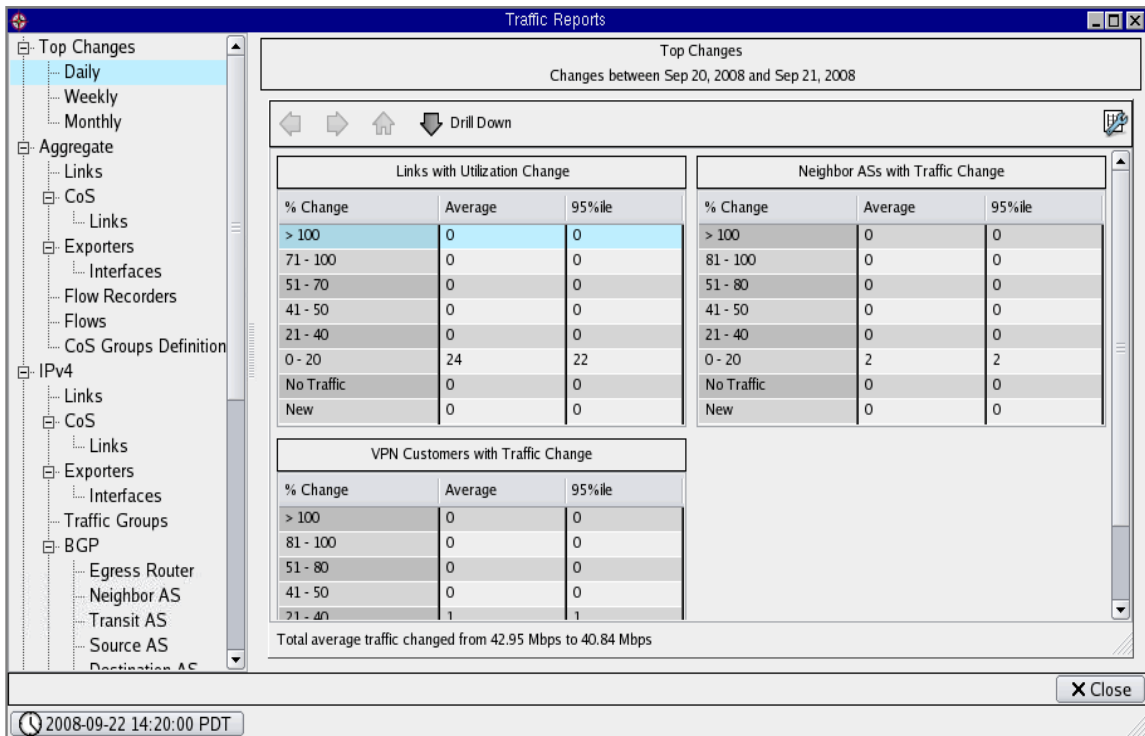 Traffic Reports
Top Changes
Daily
Weekly
Monthly
Aggregate
Links
CoS
Links
Exporters
Interfaces
Flow Recorders
Flows
CoS Groups Definition
IPv4
Links
CoS
Links
Exporters
Interfaces
Traffic Groups
BGP
Egress Router
Neighbor AS
Transit AS
Source AS
Destination AS
Top Changes
Changes between Sep 20, 2008 and Sep 21, 2008
Drill Down
Links with Utilization Change
% Change Average 95%ile
> 100 0 0
71 - 100 0 0
51 - 70 0 0
41 - 50 0 0
21 - 40 0 0
0 - 20 24 22
No Traffic 0 0
New 0 0
Neighbor ASs with Traffic Change
% Change Average 95%ile
> 100 0 0
81 - 100 0 0
51 - 80 0 0
41 - 50 0 0
21 - 40 0 0
0 - 20 2 2
No Traffic 0 0
New 0 0
VPN Customers with Traffic Change
% Change Average 95%ile
> 100 0 0
81 - 100 0 0
51 - 80 0 0
41 - 50 0 0
21 - 40 1 1
Total average traffic changed from 42.95 Mbps to 40.84 Mbps
Close
2008-09-22 14:20:00 PDT